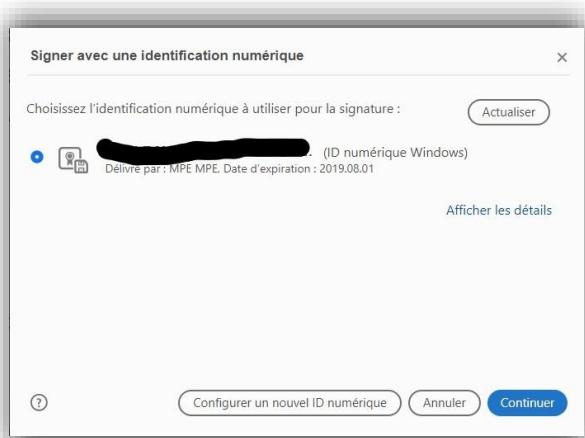 Signer avec une identification numérique
Choisissez l'identification numérique à utiliser pour la signature :
Actualiser
(ID numérique Windows)
Délivré par : MPE MPE, Date d'expiration : 2019.08.01
Afficher les détails
Configurer un nouvel ID numérique
Annuler
Continuer